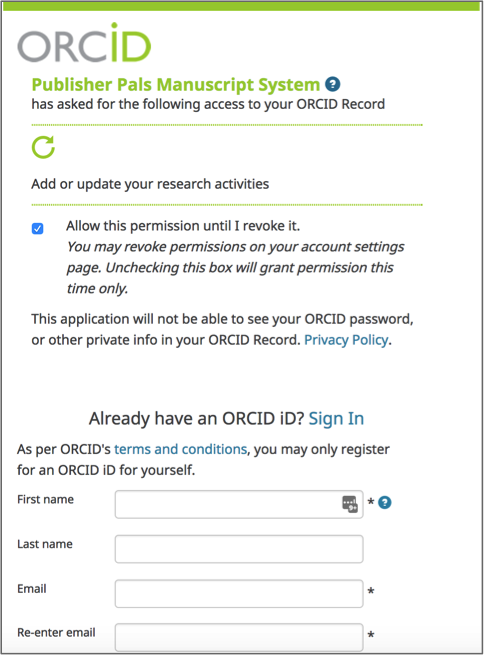 ORCiD
Publisher Pals Manuscript System ?
has asked for the following access to your ORCID Record
Add or update your research activities
Allow this permission until I revoke it.
You may revoke permissions on your account settings
page. Unchecking this box will grant permission this
time only.
This application will not be able to see your ORCID password,
or other private info in your ORCID Record. Privacy Policy.
Already have an ORCID iD? Sign In
As per ORCID's terms and conditions, you may only register
for an ORCID iD for yourself.
First name * ?
Last name
Email *
Re-enter email *